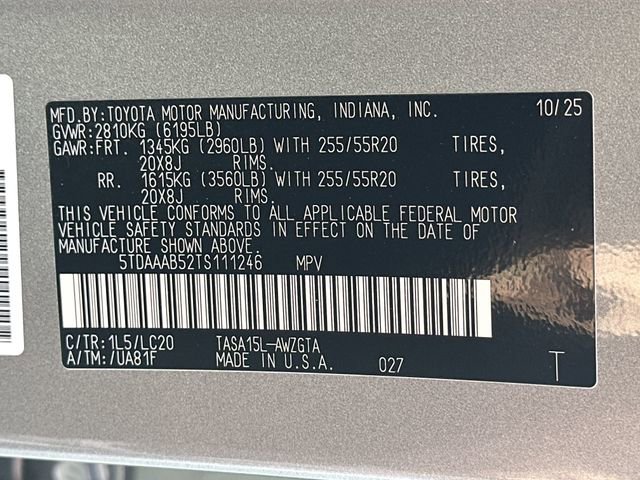 MFD.BY:TOYOTA MOTOR MANUFACTURING, INDIANA, INC. 10/25
GVWR:2810KG (6195LB)
GAWR:FRT. 1345KG (2960LB) WITH 255/55R20 TIRES,
20X8J RIMS.
RR. 1615KG (3560LB) WITH 255/55R20 TIRES,
20X8J RIMS.
THIS VEHICLE CONFORMS TO ALL APPLICABLE FEDERAL MOTOR
VEHICLE SAFETY STANDARDS IN EFFECT ON THE DATE OF
MANUFACTURE SHOWN ABOVE.
5TDAAAB52TS111246 MPV
C/TR:1L5/LC20 TASA15L-AWZGTA
A/TM:/UA81F MADE IN U.S.A. 027 T